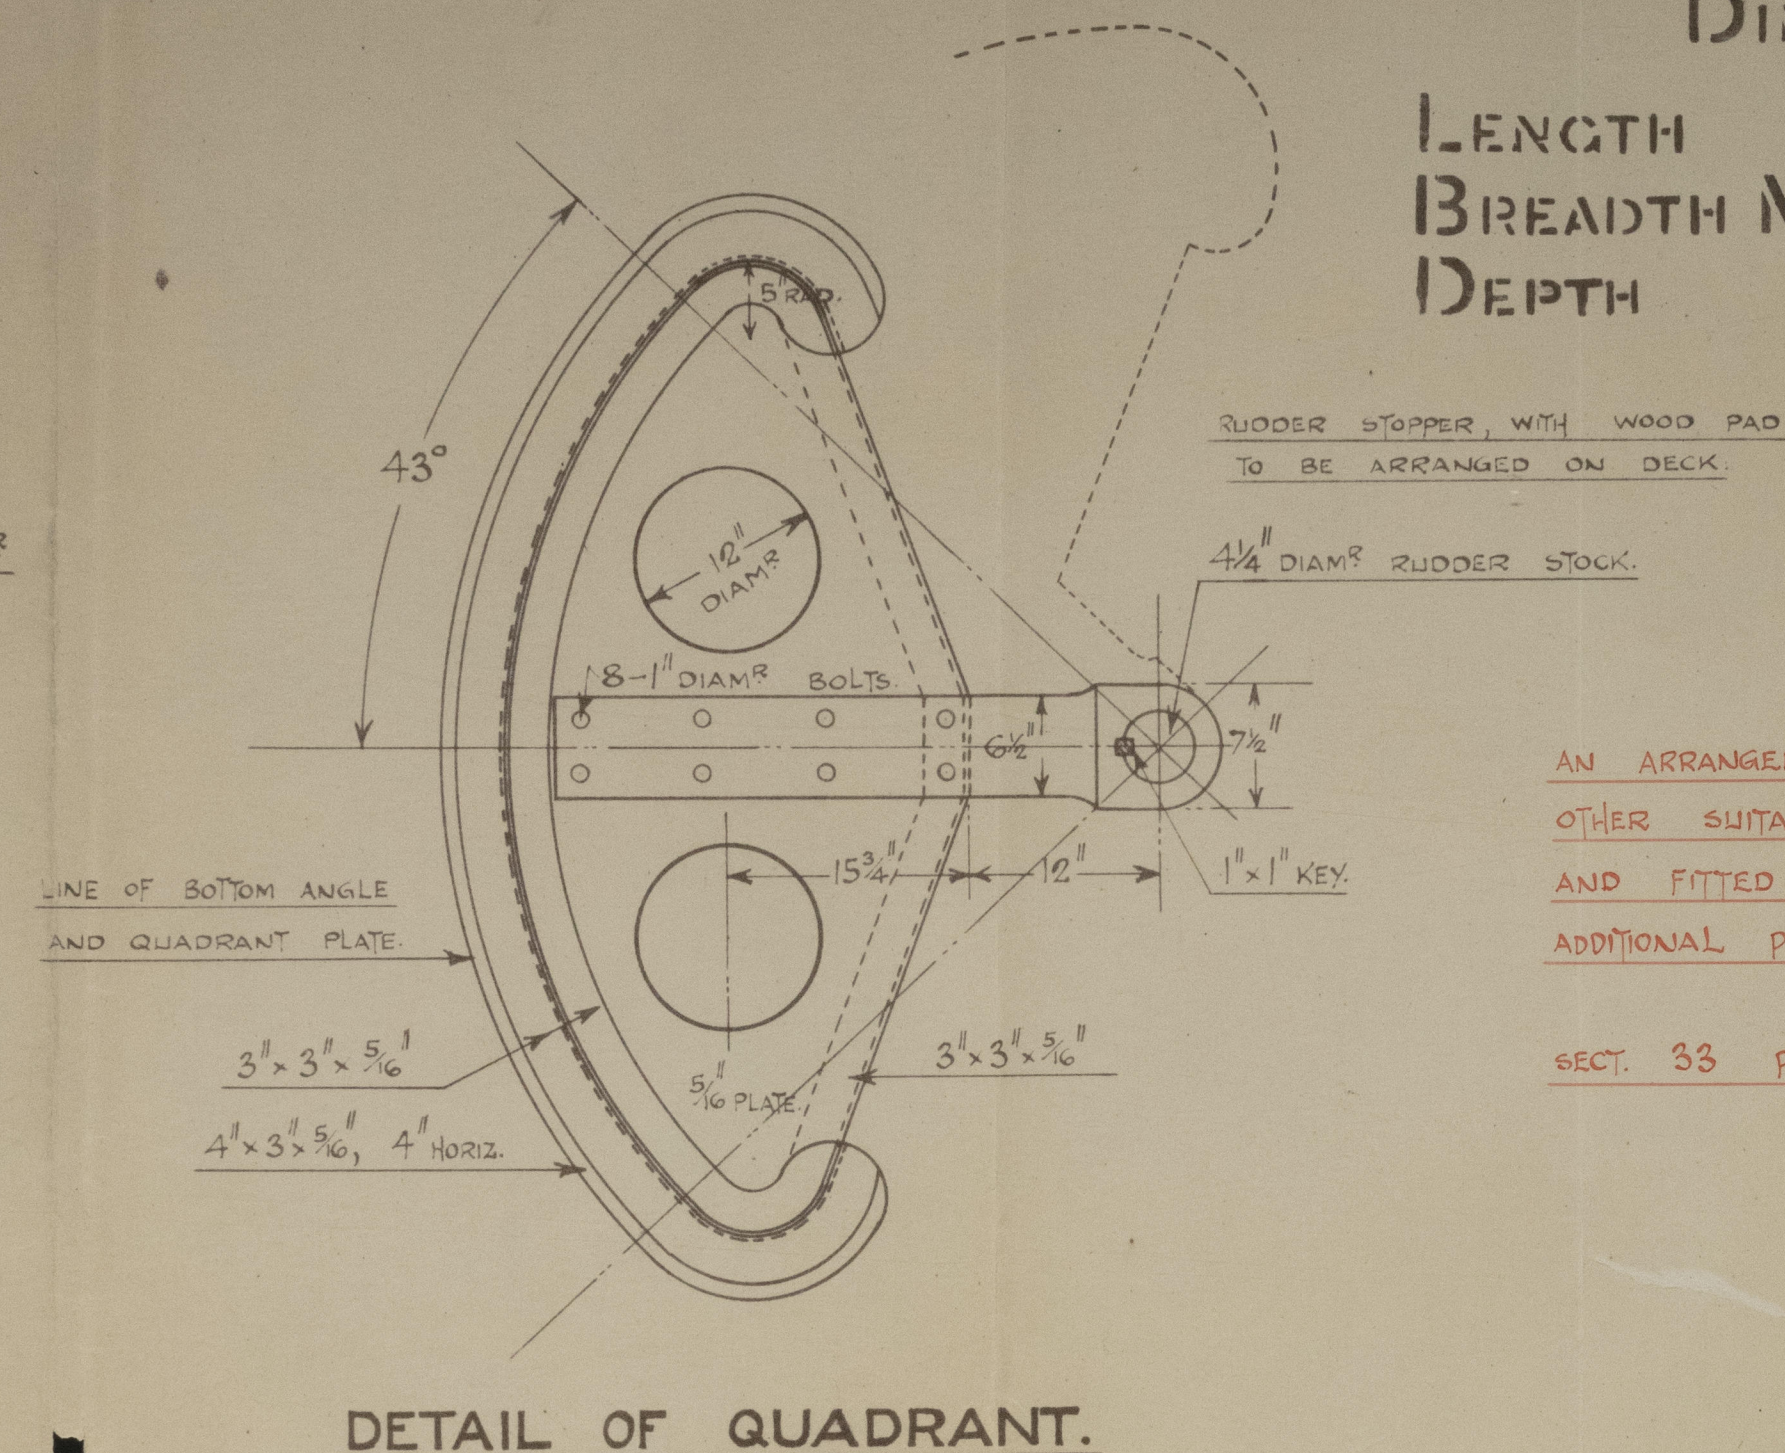 LENGTH
BREADTH
DEPTH
5" RAD.
43°
RUDDER STOPPER, WITH WOOD PAD
TO BE ARRANGED ON DECK.
12"
DIAMR
4¼" DIAMR RUDDER STOCK.
8-1" DIAMR BOLTS.
6½"
7½"
AN ARRANGE
OTHER SUITA
AND FITTED
ADDITIONAL P
SECT. 33
15¾"
12"
1" x 1" KEY.
LINE OF BOTTOM ANGLE
AND QUADRANT PLATE.
3" x 3" x 5/16"
3" x 3" x 5/16"
5/16" PLATE.
4" x 3" x 5/16", 4" HORIZ.
DETAIL OF QUADRANT.